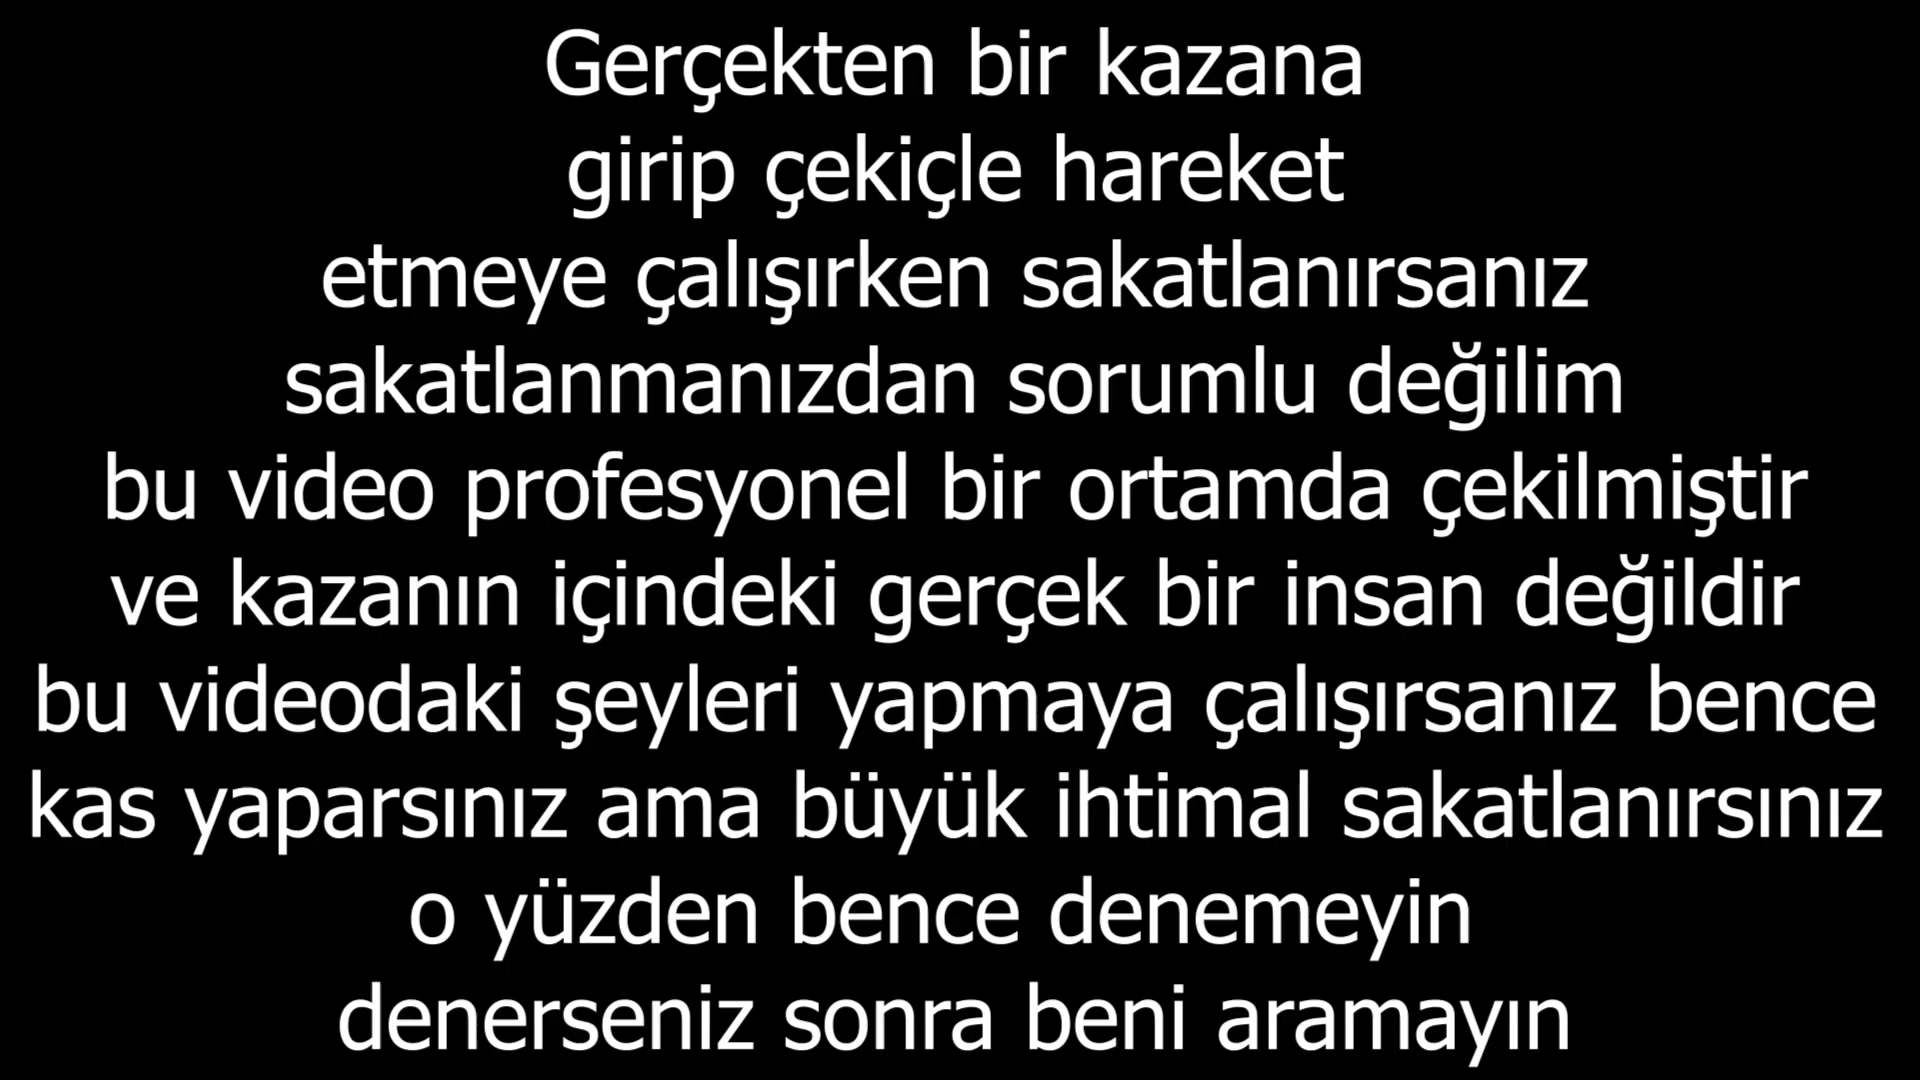 Gerçekten bir kazana
girip çekiçle hareket
etmeye çalışırken sakatlanırsanız
sakatlanmanızdan sorumlu değilim
bu video profesyonel bir ortamda çekilmiştir
ve kazanın içindeki gerçek bir insan değildir
bu videodaki şeyleri yapmaya çalışırsanız bence
kas yaparsınız ama büyük ihtimal sakatlanırsınız
o yüzden bence denemeyin
denerseniz sonra beni aramayın